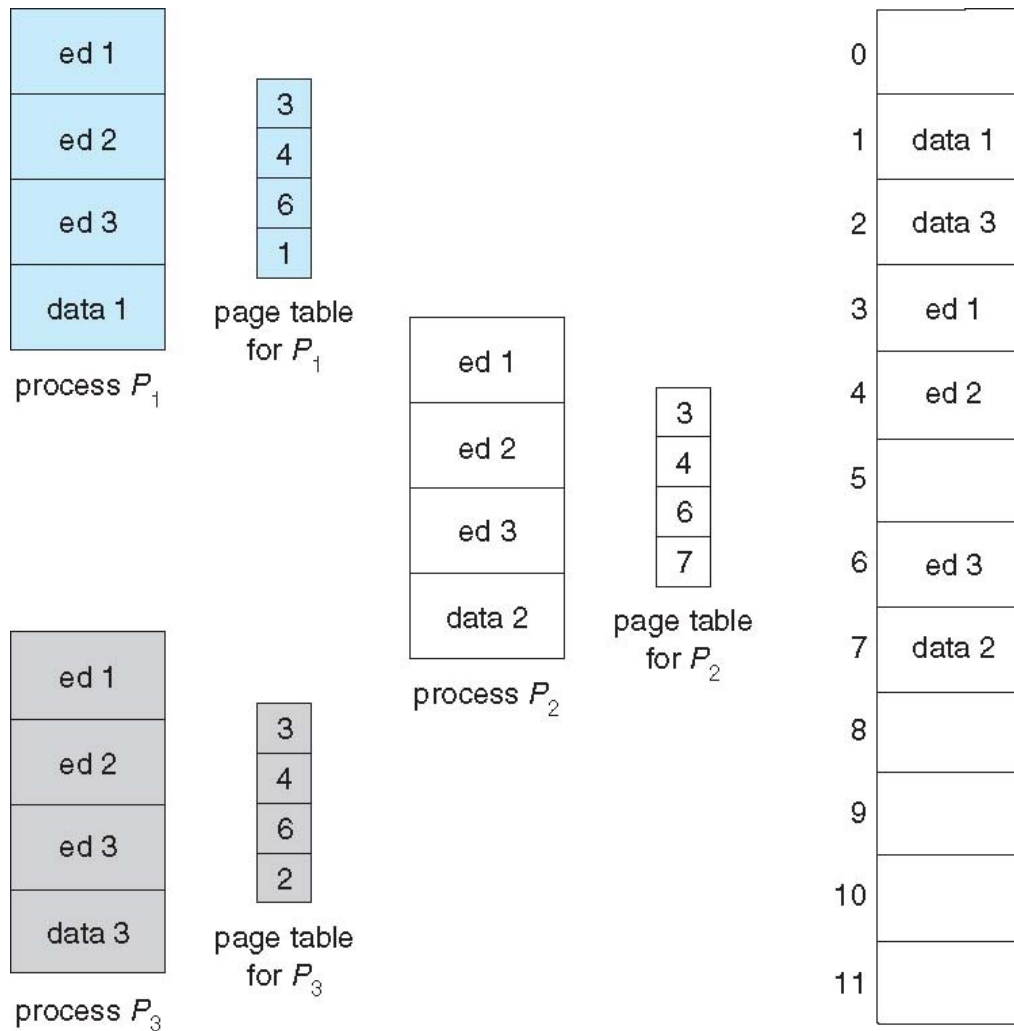 ed 1
ed 2
ed 3
data 1
process P1
3
4
6
1
page table
for P1
ed 1
ed 2
ed 3
data 2
process P2
3
4
6
7
page table
for P2
ed 1
ed 2
ed 3
data 3
process P3
3
4
6
2
page table
for P3
0
1 data 1
2 data 3
3 ed 1
4 ed 2
5
6 ed 3
7 data 2
8
9
10
11